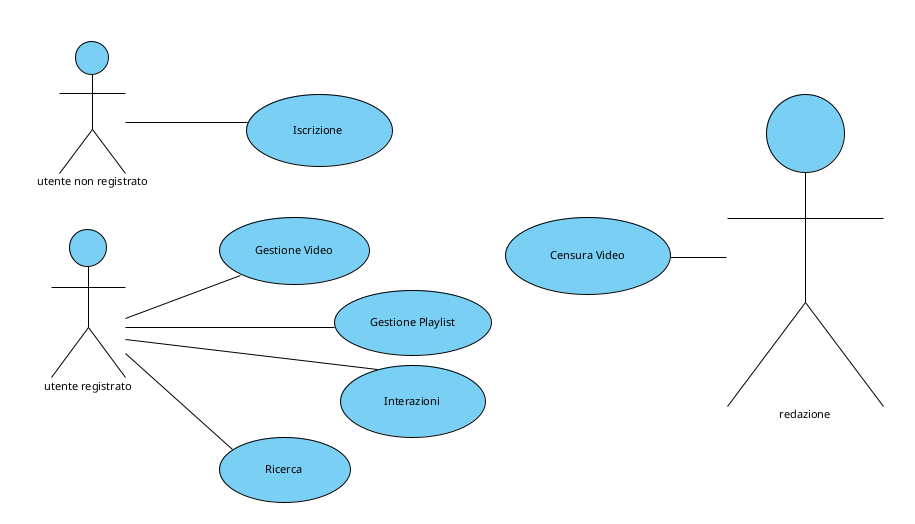 Iscrizione
utente non registrato
Gestione Video
Censura Video
Gestione Playlist
utente registrato
Interazioni
redazione
Ricerca